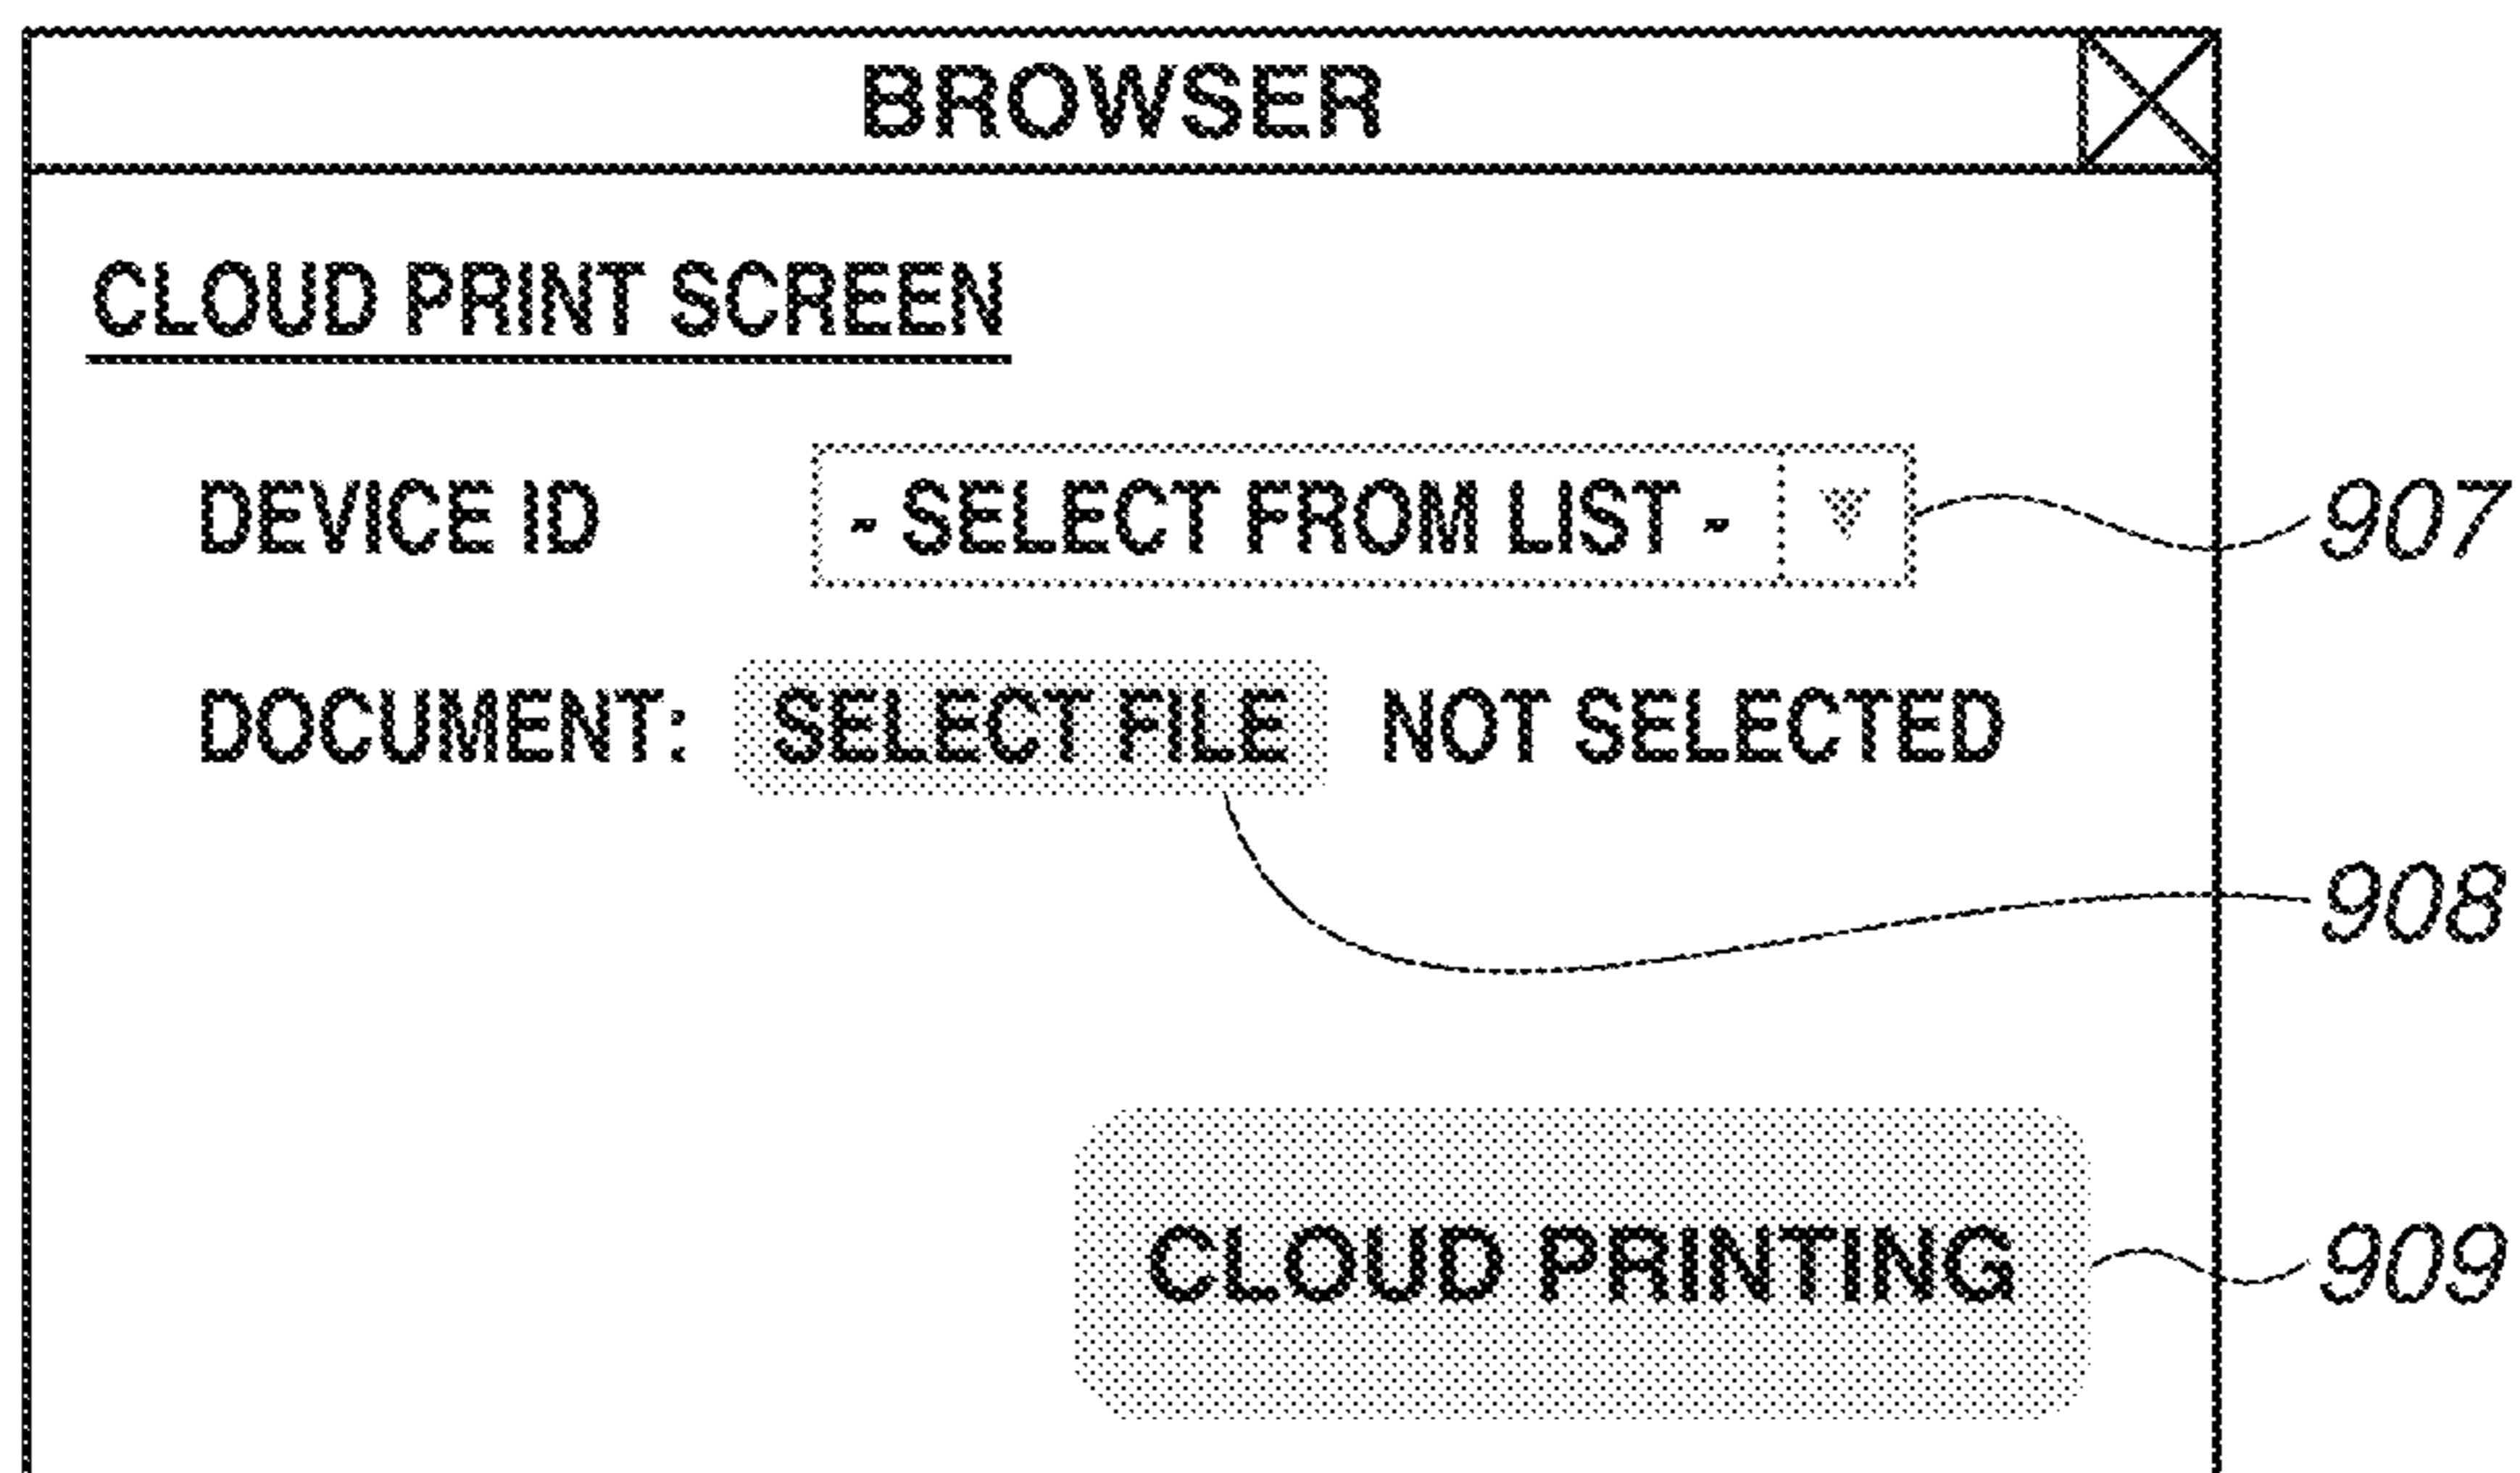 BROWSER
CLOUD PRINT SCREEN
DEVICE ID - SELECT FROM LIST - 907
DOCUMENT: SELECT FILE NOT SELECTED
908
CLOUD PRINTING 909